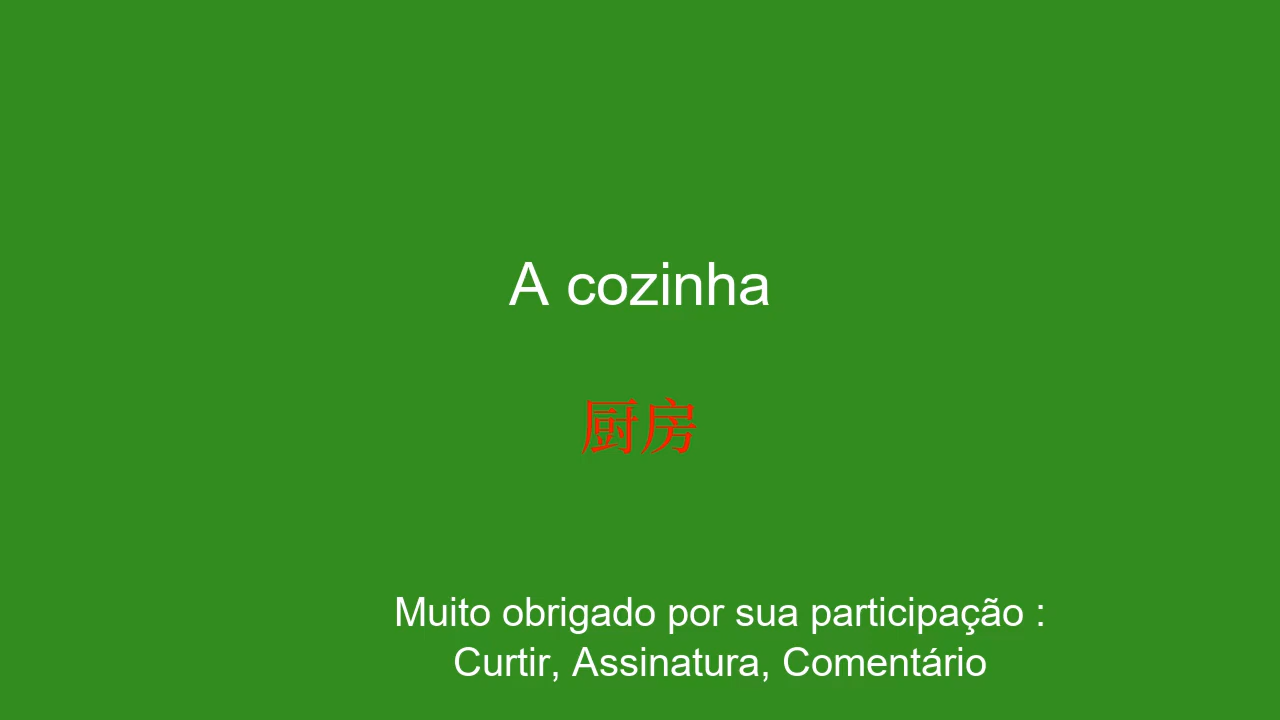 A cozinha
厨房
Muito obrigado por sua participação :
Curtir, Assinatura, Comentário